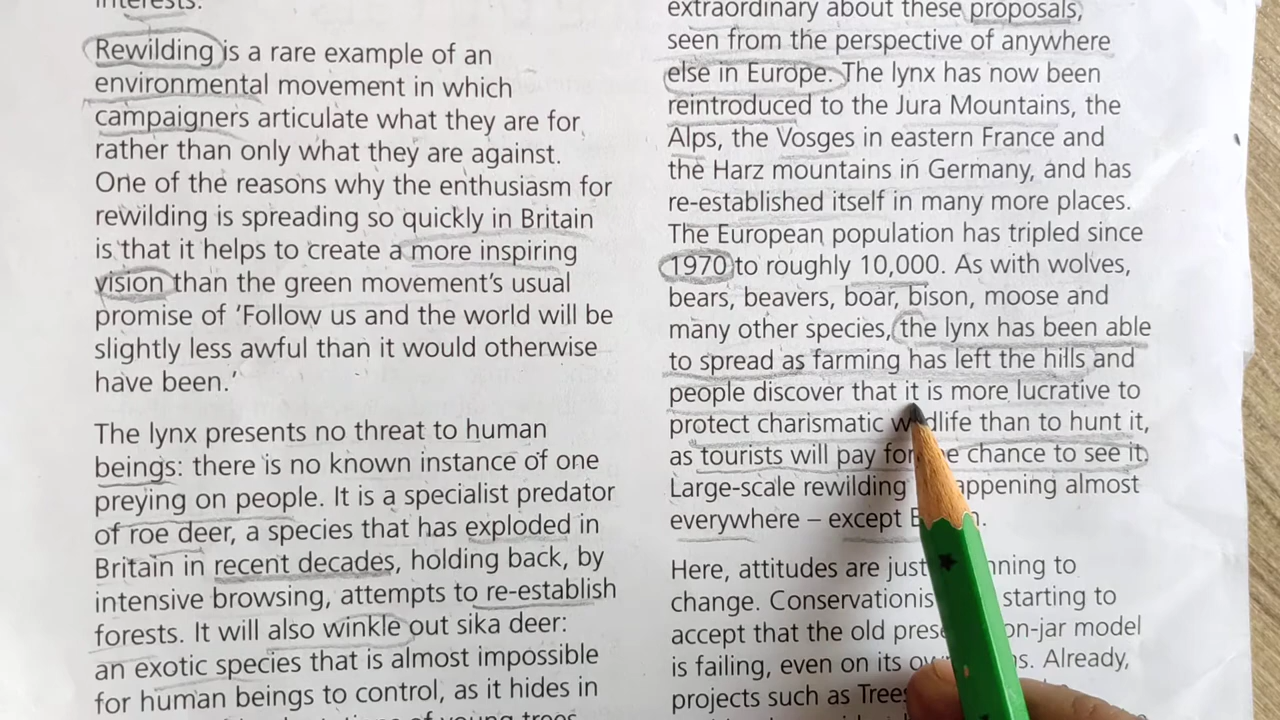 interests.
Rewilding is a rare example of an
environmental movement in which
campaigners articulate what they are for,
rather than only what they are against.
One of the reasons why the enthusiasm for
rewilding is spreading so quickly in Britain
is that it helps to create a more inspiring
vision than the green movement's usual
promise of 'Follow us and the world will be
slightly less awful than it would otherwise
have been.'
The lynx presents no threat to human
beings: there is no known instance of one
preying on people. It is a specialist predator
of roe deer, a species that has exploded in
Britain in recent decades, holding back, by
intensive browsing, attempts to re-establish
forests. It will also winkle out sika deer:
an exotic species that is almost impossible
for human beings to control, as it hides in
of young trees
extraordinary about these proposals,
seen from the perspective of anywhere
else in Europe. The lynx has now been
reintroduced to the Jura Mountains, the
Alps, the Vosges in eastern France and
the Harz mountains in Germany, and has
re-established itself in many more places.
The European population has tripled since
1970 to roughly 10,000. As with wolves,
bears, beavers, boar, bison, moose and
many other species, the lynx has been able
to spread as farming has left the hills and
people discover that it is more lucrative to
protect charismatic wildlife than to hunt it,
as tourists will pay for the chance to see it.
Large-scale rewilding happening almost
everywhere – except
Here, attitudes are just to
change. starting to
accept that the old model
is failing, even on its Already,
projects such as